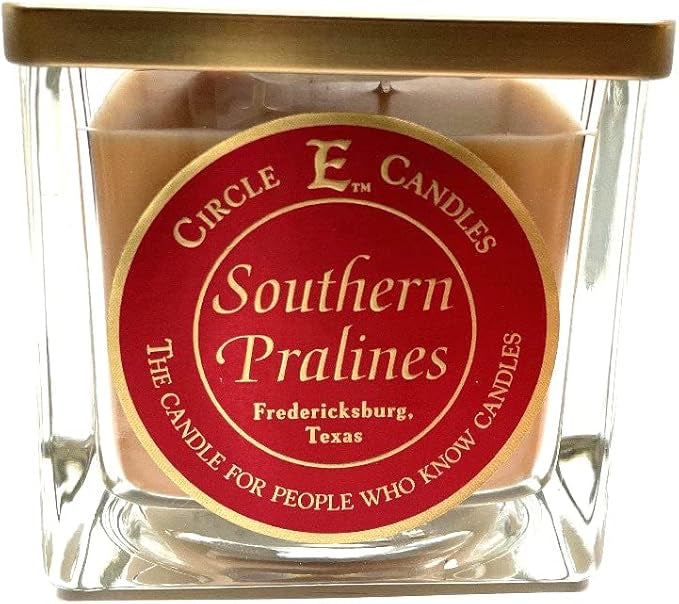 CIRCLE E™ CANDLES
Southern
Pralines
Fredericksburg,
Texas
THE CANDLE FOR PEOPLE WHO KNOW CANDLES